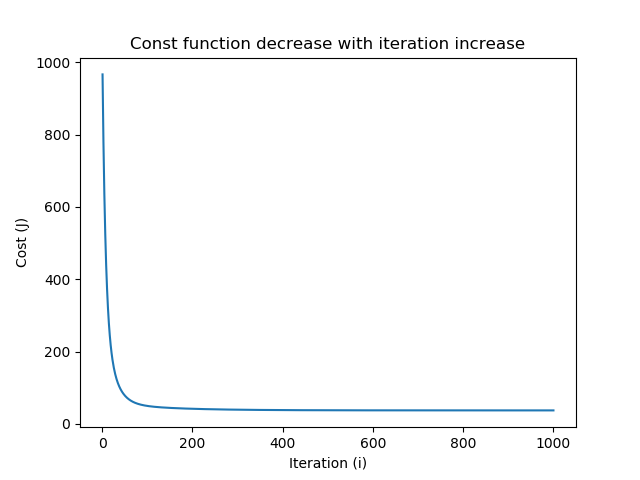 Const function decrease with iteration increase
1000
800
600
400
200
0
Cost (J)
0 200 400 600 800 1000
Iteration (i)